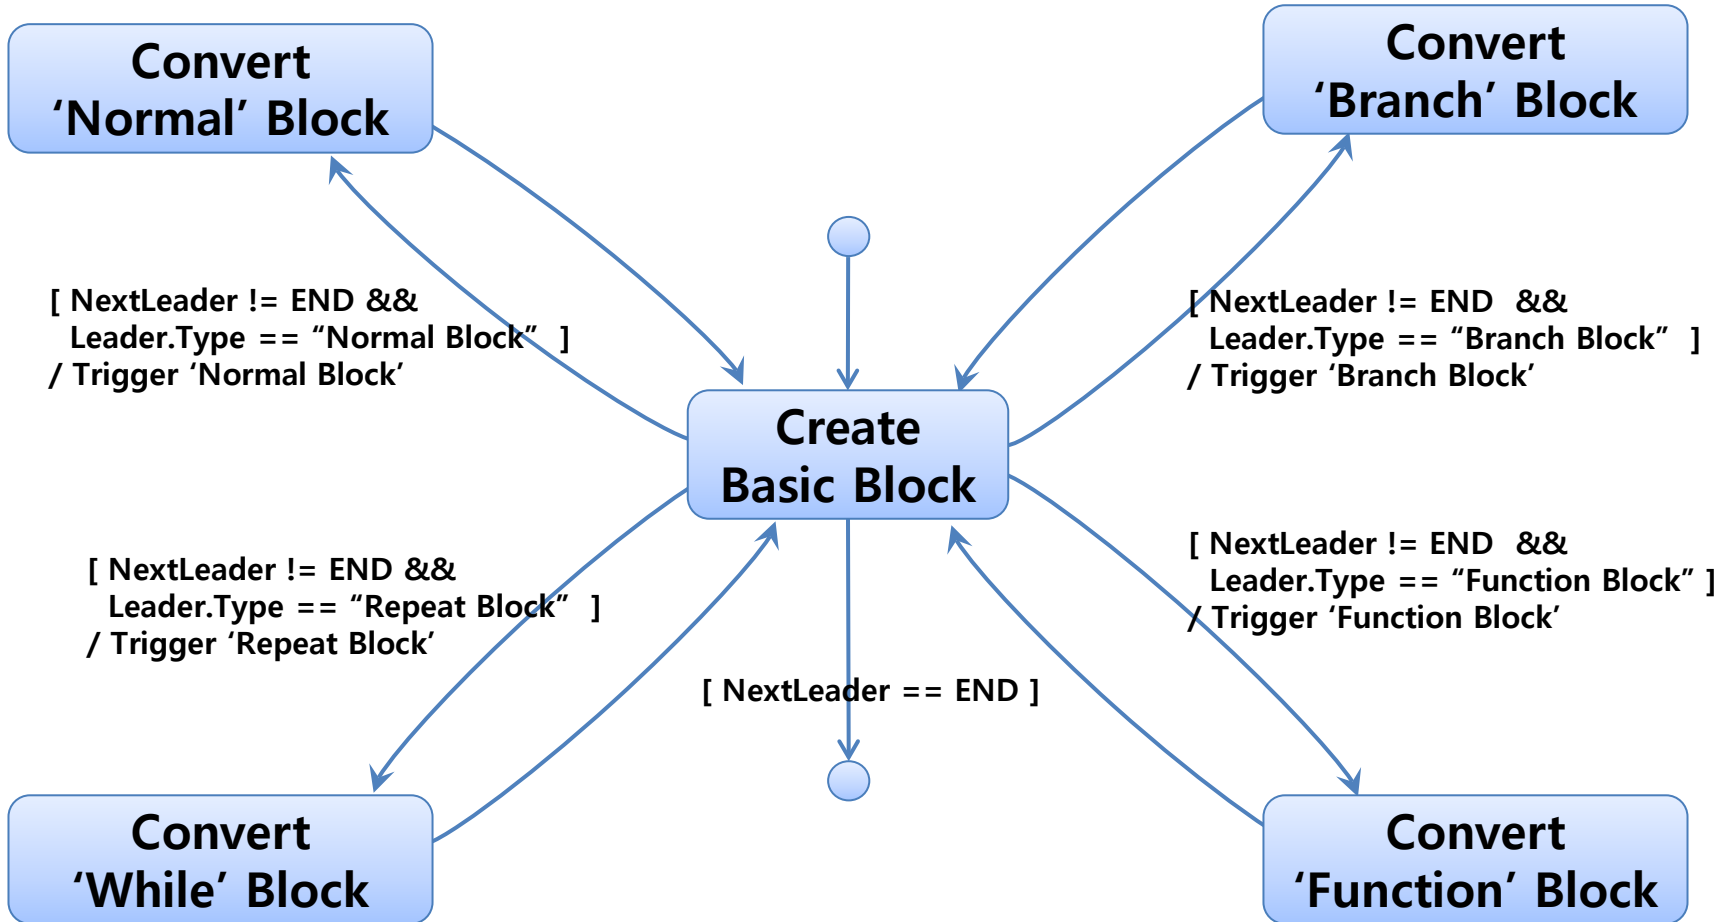 Convert
‘Normal’ Block
Convert
‘Branch’ Block
[ NextLeader != END &&
Leader.Type == “Normal Block” ]
/ Trigger ‘Normal Block’
[ NextLeader != END &&
Leader.Type == “Branch Block” ]
/ Trigger ‘Branch Block’
Create
Basic Block
[ NextLeader != END &&
Leader.Type == “Repeat Block” ]
/ Trigger ‘Repeat Block’
[ NextLeader != END &&
Leader.Type == “Function Block” ]
/ Trigger ‘Function Block’
[ NextLeader == END ]
Convert
‘While’ Block
Convert
‘Function’ Block